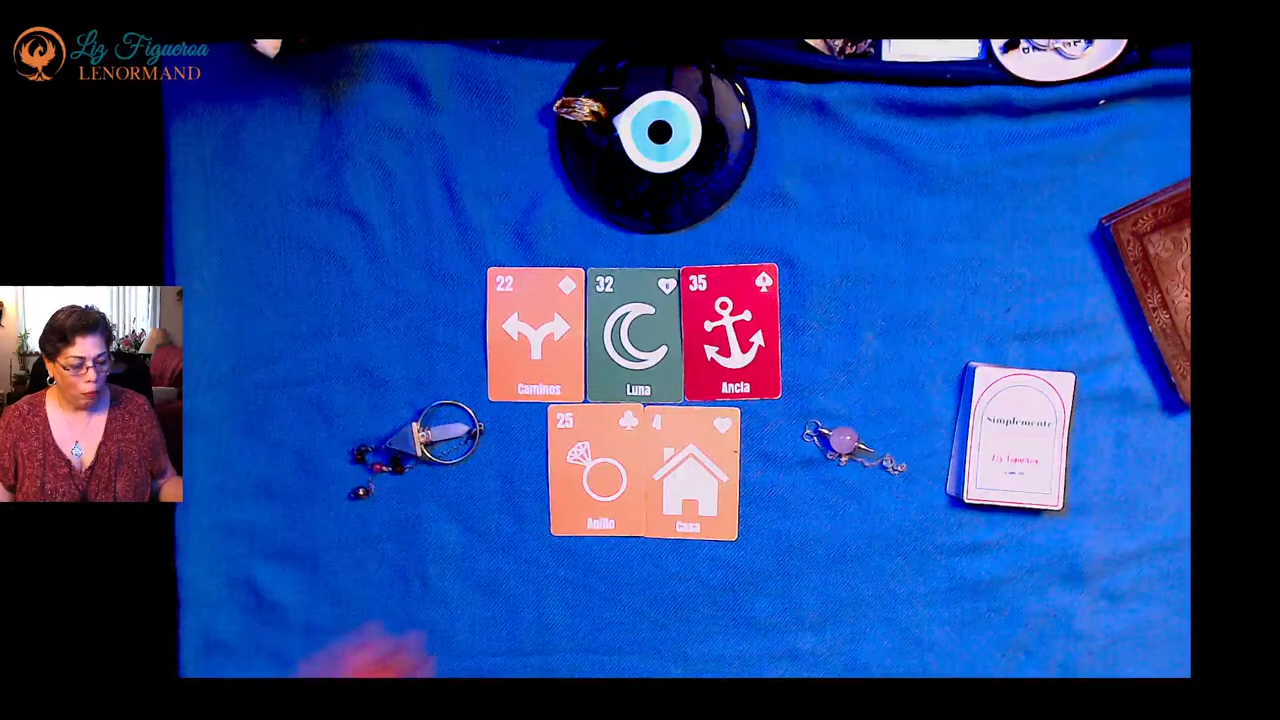 Liz Figueroa
LENORMAND
22
Caminos
32
Luna
35
Ancla
25
Anillo
4
Casa
Simplemente
Liz Figueroa